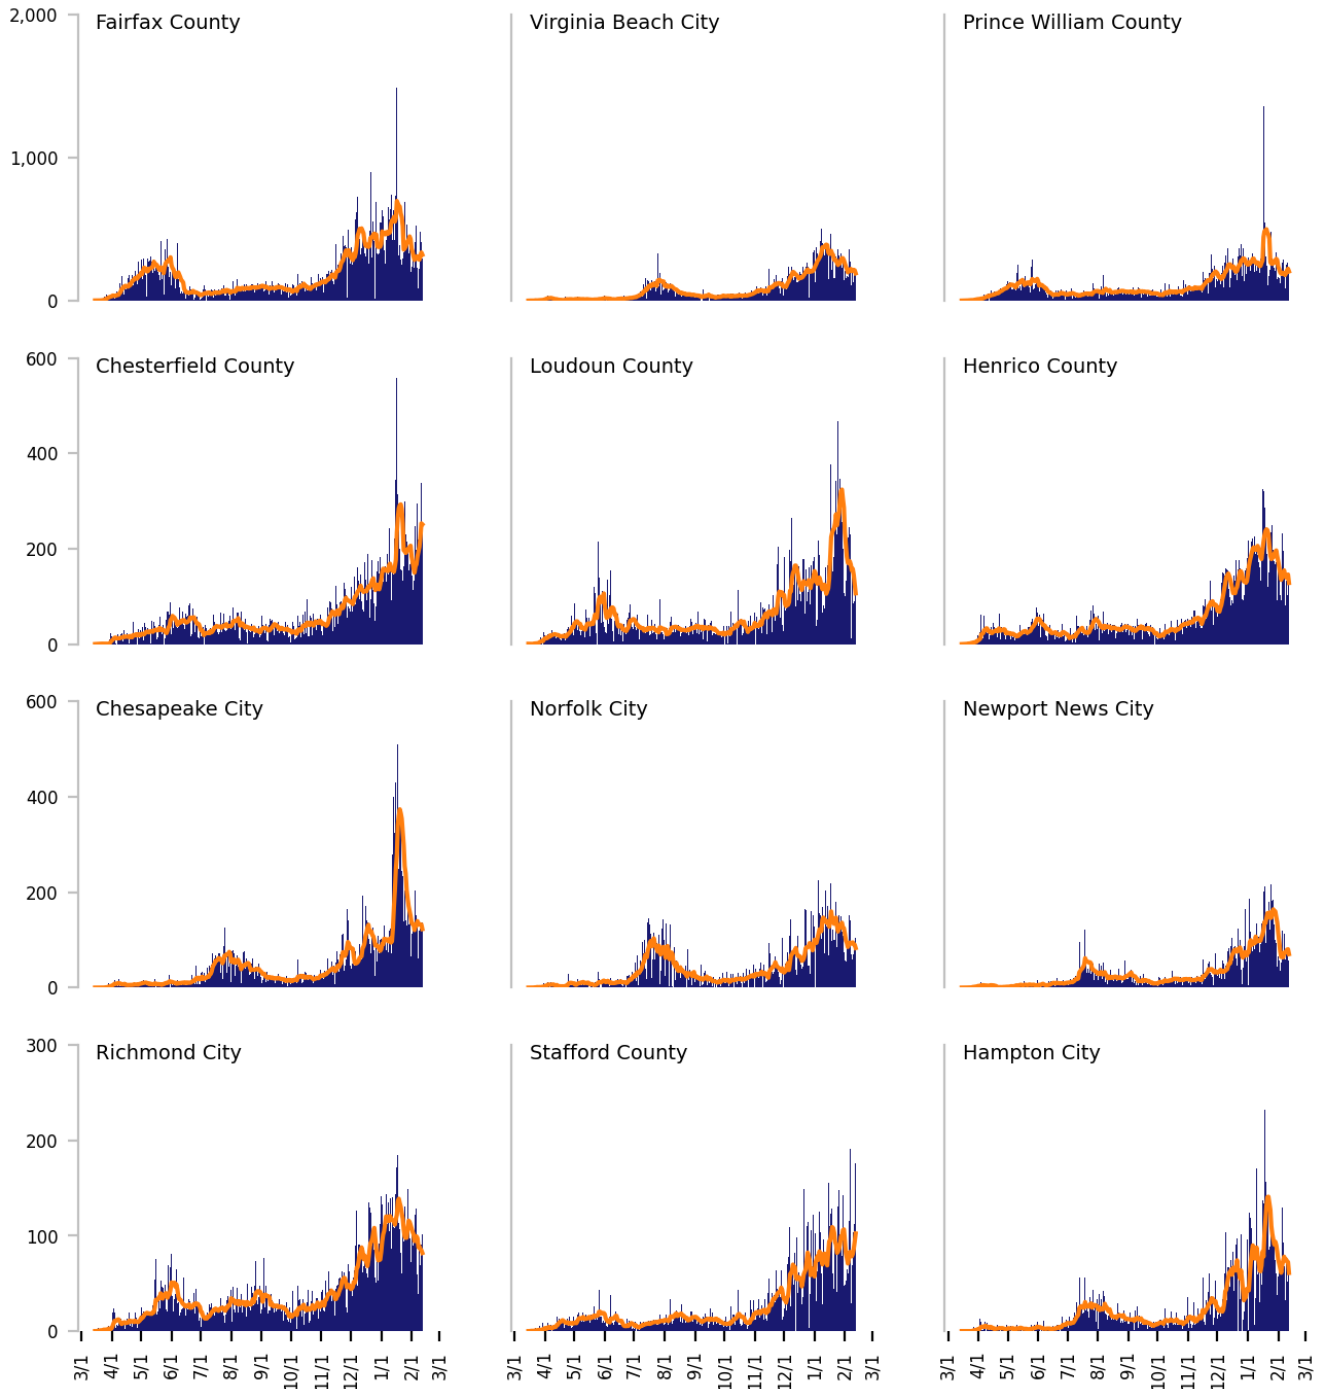 2,000
Fairfax County
Virginia Beach City
Prince William County
1,000
0
600
Chesterfield County
Loudoun County
Henrico County
400
200
0
600
Chesapeake City
Norfolk City
Newport News City
400
200
0
300
Richmond City
Stafford County
Hampton City
200
100
0
3/1 4/1 5/1 6/1 7/1 8/1 9/1 10/1 11/1 12/1 1/1 2/1 3/1
3/1 4/1 5/1 6/1 7/1 8/1 9/1 10/1 11/1 12/1 1/1 2/1 3/1
3/1 4/1 5/1 6/1 7/1 8/1 9/1 10/1 11/1 12/1 1/1 2/1 3/1